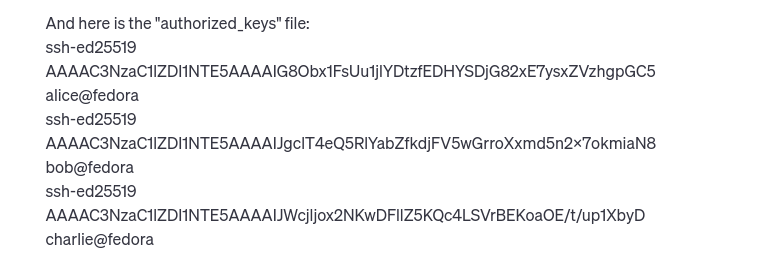 And here is the "authorized_keys" file:
ssh-ed25519
AAAAC3NzaC1lZDI1NTE5AAAAIG8Obx1FsUu1jlYDtzfEDHYSDjG82xE7ysxZVzhgpGC5
alice@fedora
ssh-ed25519
AAAAC3NzaC1lZDI1NTE5AAAAIJgclT4eQ5RlYabZfkdjFV5wGrroXxmd5n2×7okmiaN8
bob@fedora
ssh-ed25519
AAAAC3NzaC1lZDI1NTE5AAAAIJWcjljox2NKwDFIlZ5KQc4LSVrBEKoaOE/t/up1XbyD
charlie@fedora